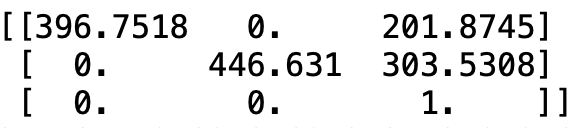 [[396.7518   0.     201.8745]
 [  0.     446.631  303.5308]
 [  0.       0.       1.    ]]